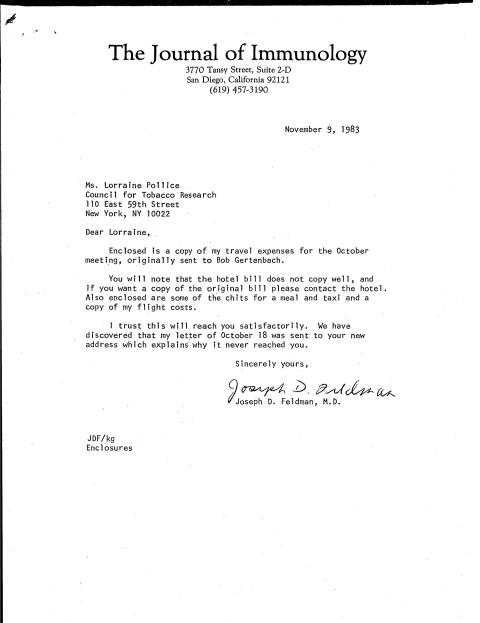 The Journal of Immunology
3770 Tansy Street, Suite 2-D
San Diego, California 92121
(619) 457-3190
November 9, 1983
Ms. Lorraine Pollice
Council for Tobacco Research
110 East 59th Street
New York, NY 10022
Dear Lorraine,
Enclosed is a copy of my travel expenses for the October
meeting, originally sent to Bob Gertenbach.
You will note that the hotel bill does not copy well, and
if you want a copy of the original bill please contact the hotel.
Also enclosed are some of the chits for a meal and taxi and a
copy of my flight costs.
I trust this will reach you satisfactorily. We have
discovered that my letter of October 18 was sent to your new
address which explains why it never reached you.
Sincerely yours,
Joseph D. Feldman
Joseph D. Feldman, M.D.
JDF/kg
Enclosures